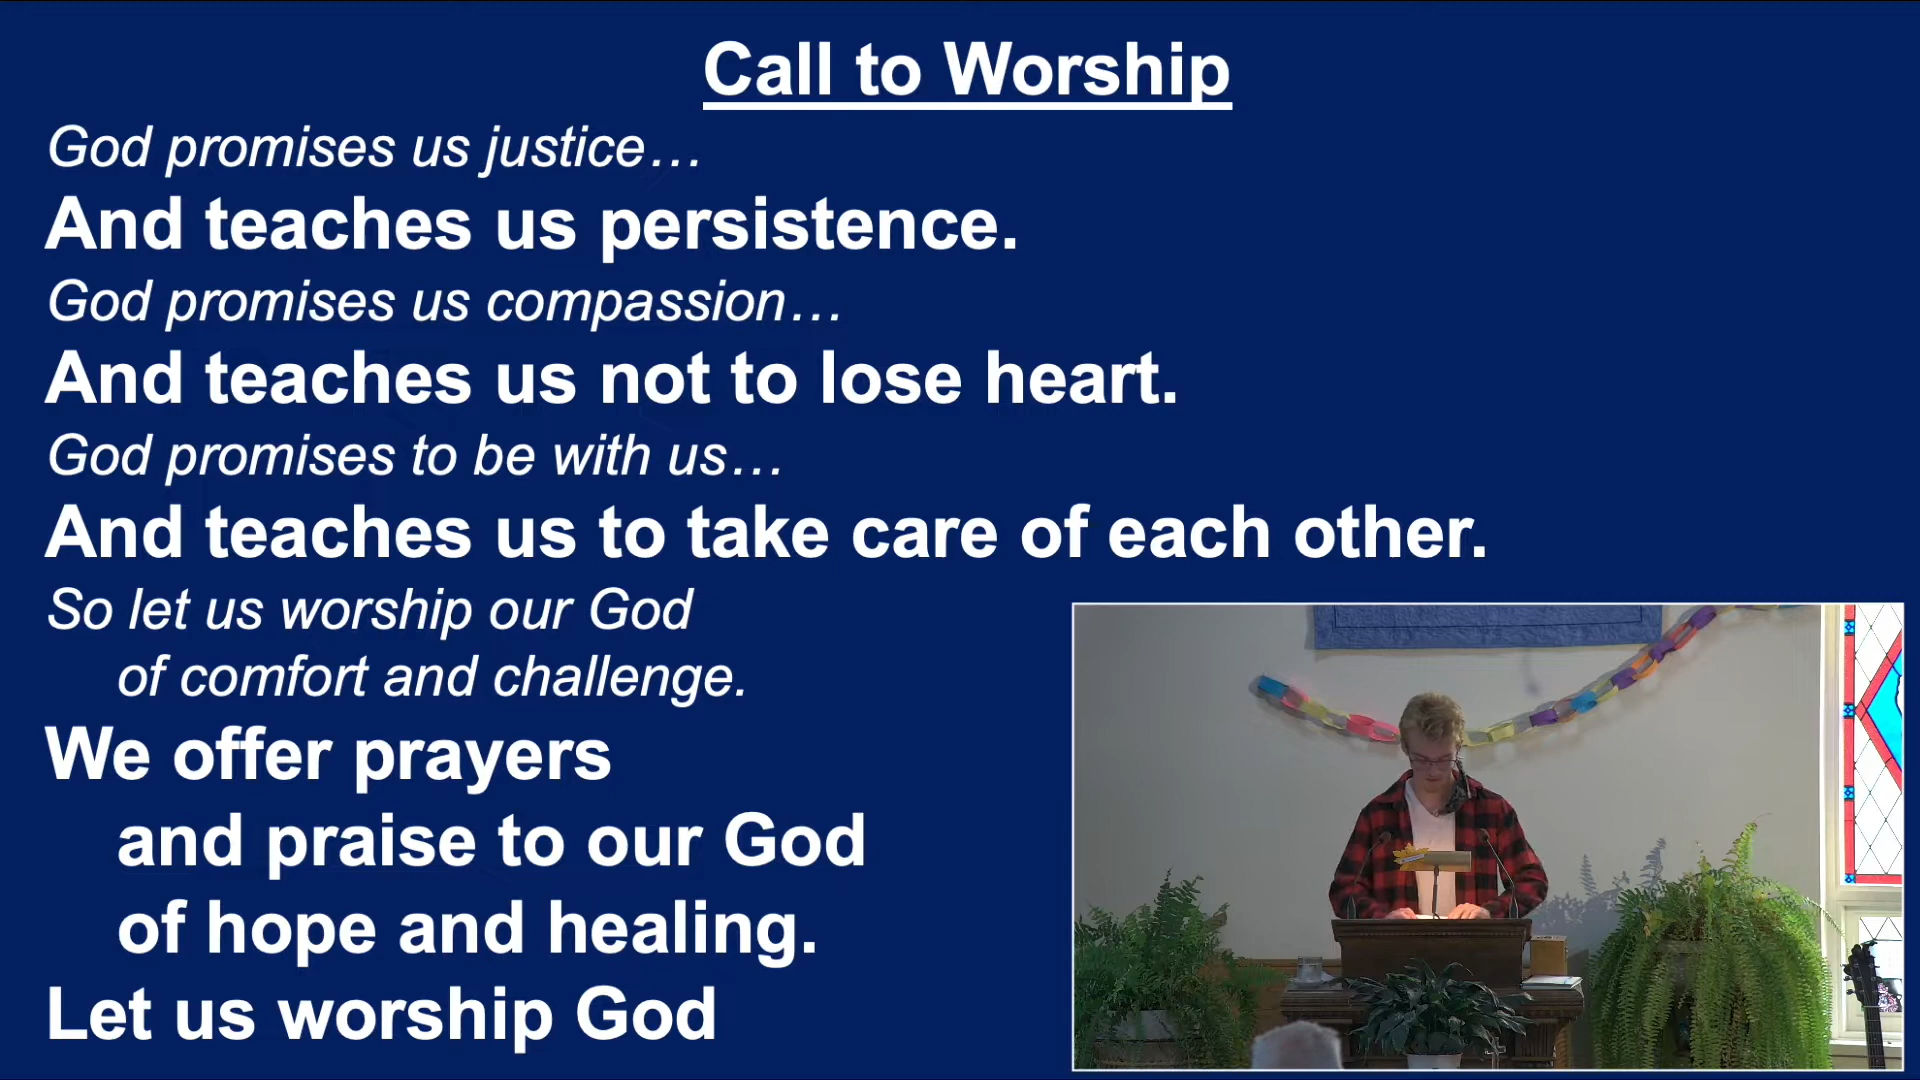 Call to Worship
God promises us justice…
And teaches us persistence.
God promises us compassion…
And teaches us not to lose heart.
God promises to be with us…
And teaches us to take care of each other.
So let us worship our God
of comfort and challenge.
We offer prayers
and praise to our God
of hope and healing.
Let us worship God